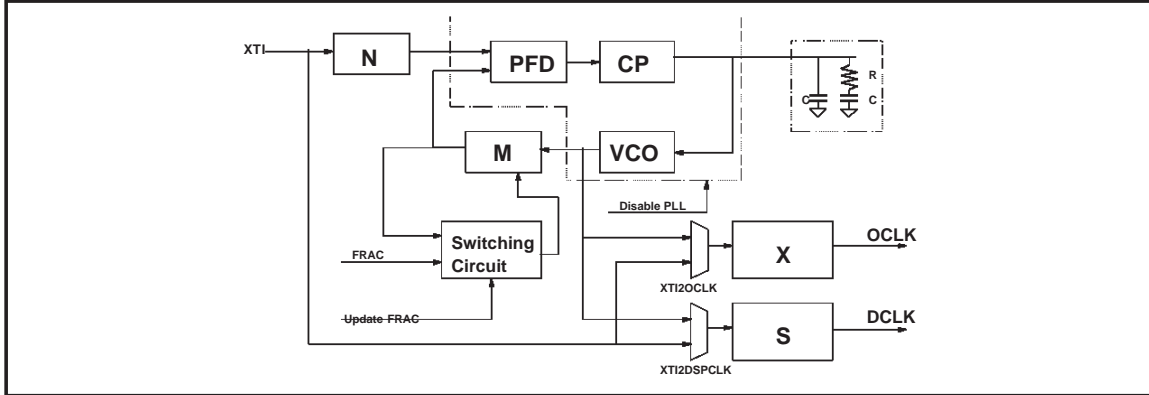 XTI
N
PFD
CP
R
C
C
M
VCO
Disable PLL
Switching
Circuit
FRAC
Update FRAC
XTI2OCLK
X
OCLK
XTI2DSPCLK
S
DCLK